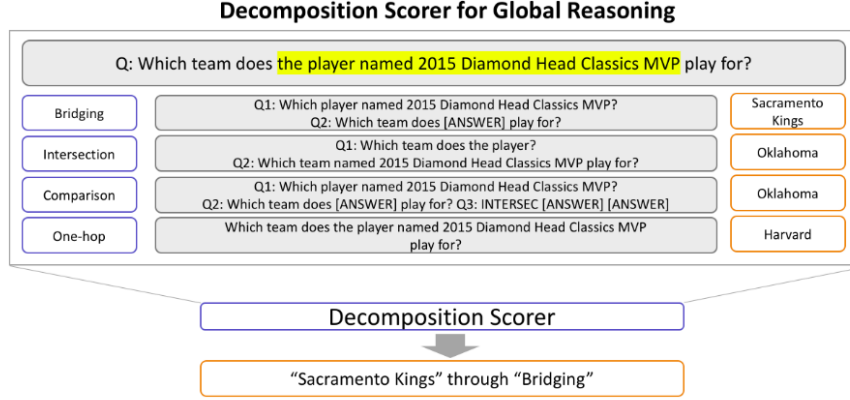 Decomposition Scorer for Global Reasoning
Q: Which team does the player named 2015 Diamond Head Classics MVP play for?
Bridging
Q1: Which player named 2015 Diamond Head Classics MVP?
Q2: Which team does [ANSWER] play for?
Sacramento
Kings
Intersection
Q1: Which team does the player?
Q2: Which team named 2015 Diamond Head Classics MVP play for?
Oklahoma
Comparison
Q1: Which player named 2015 Diamond Head Classics MVP?
Q2: Which team does [ANSWER] play for? Q3: INTERSEC [ANSWER] [ANSWER]
Oklahoma
One-hop
Which team does the player named 2015 Diamond Head Classics MVP
play for?
Harvard
Decomposition Scorer
“Sacramento Kings” through “Bridging”